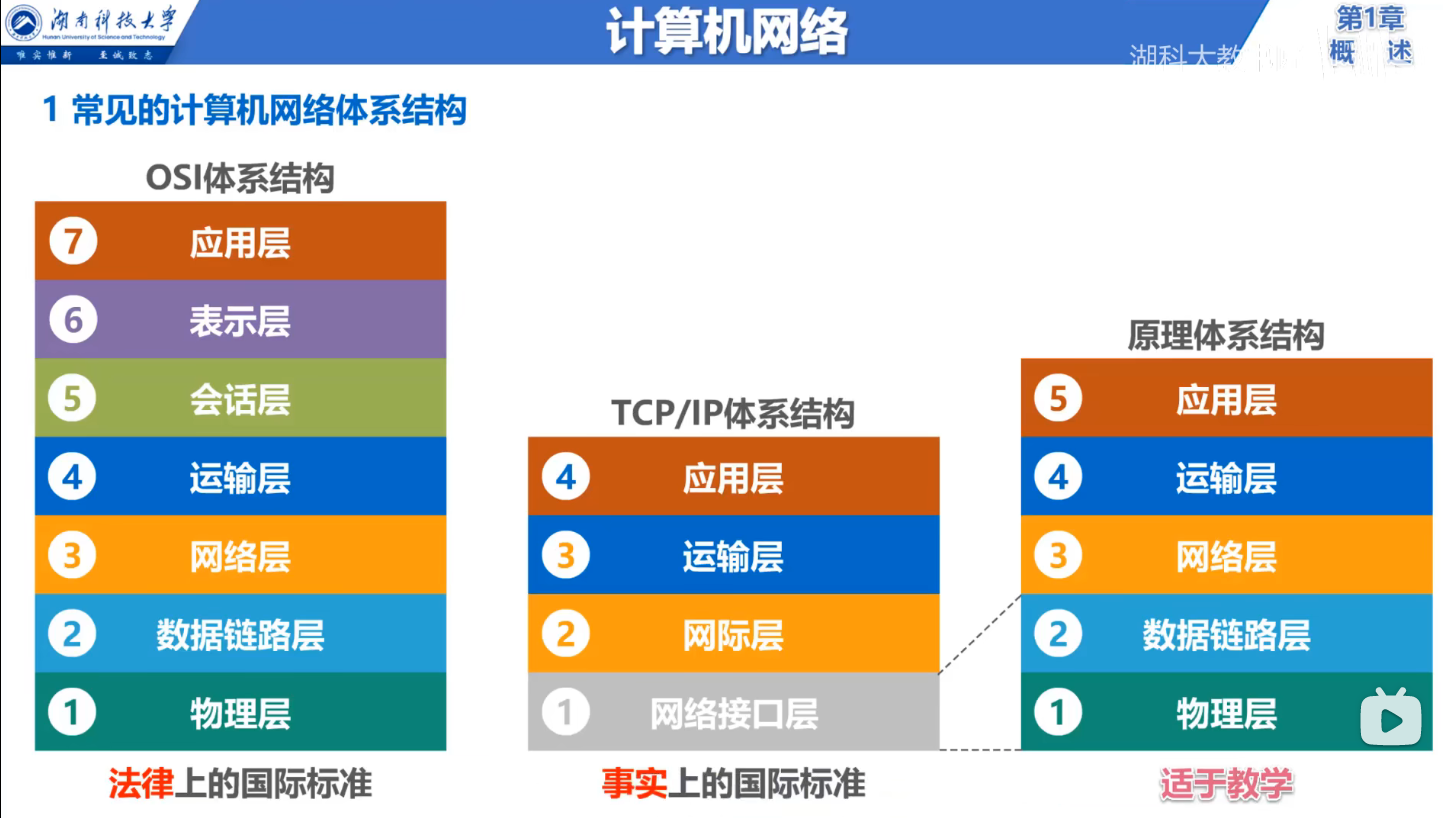 湖南科技大学
Hunan University of Science and Technology
唯实惟新 至诚致志
计算机网络
第1章
概 述
湖科大教
1 常见的计算机网络体系结构
OSI体系结构
7 应用层
6 表示层
5 会话层
4 运输层
3 网络层
2 数据链路层
1 物理层
法律上的国际标准
TCP/IP体系结构
4 应用层
3 运输层
2 网际层
1 网络接口层
事实上的国际标准
原理体系结构
5 应用层
4 运输层
3 网络层
2 数据链路层
1 物理层
适于教学